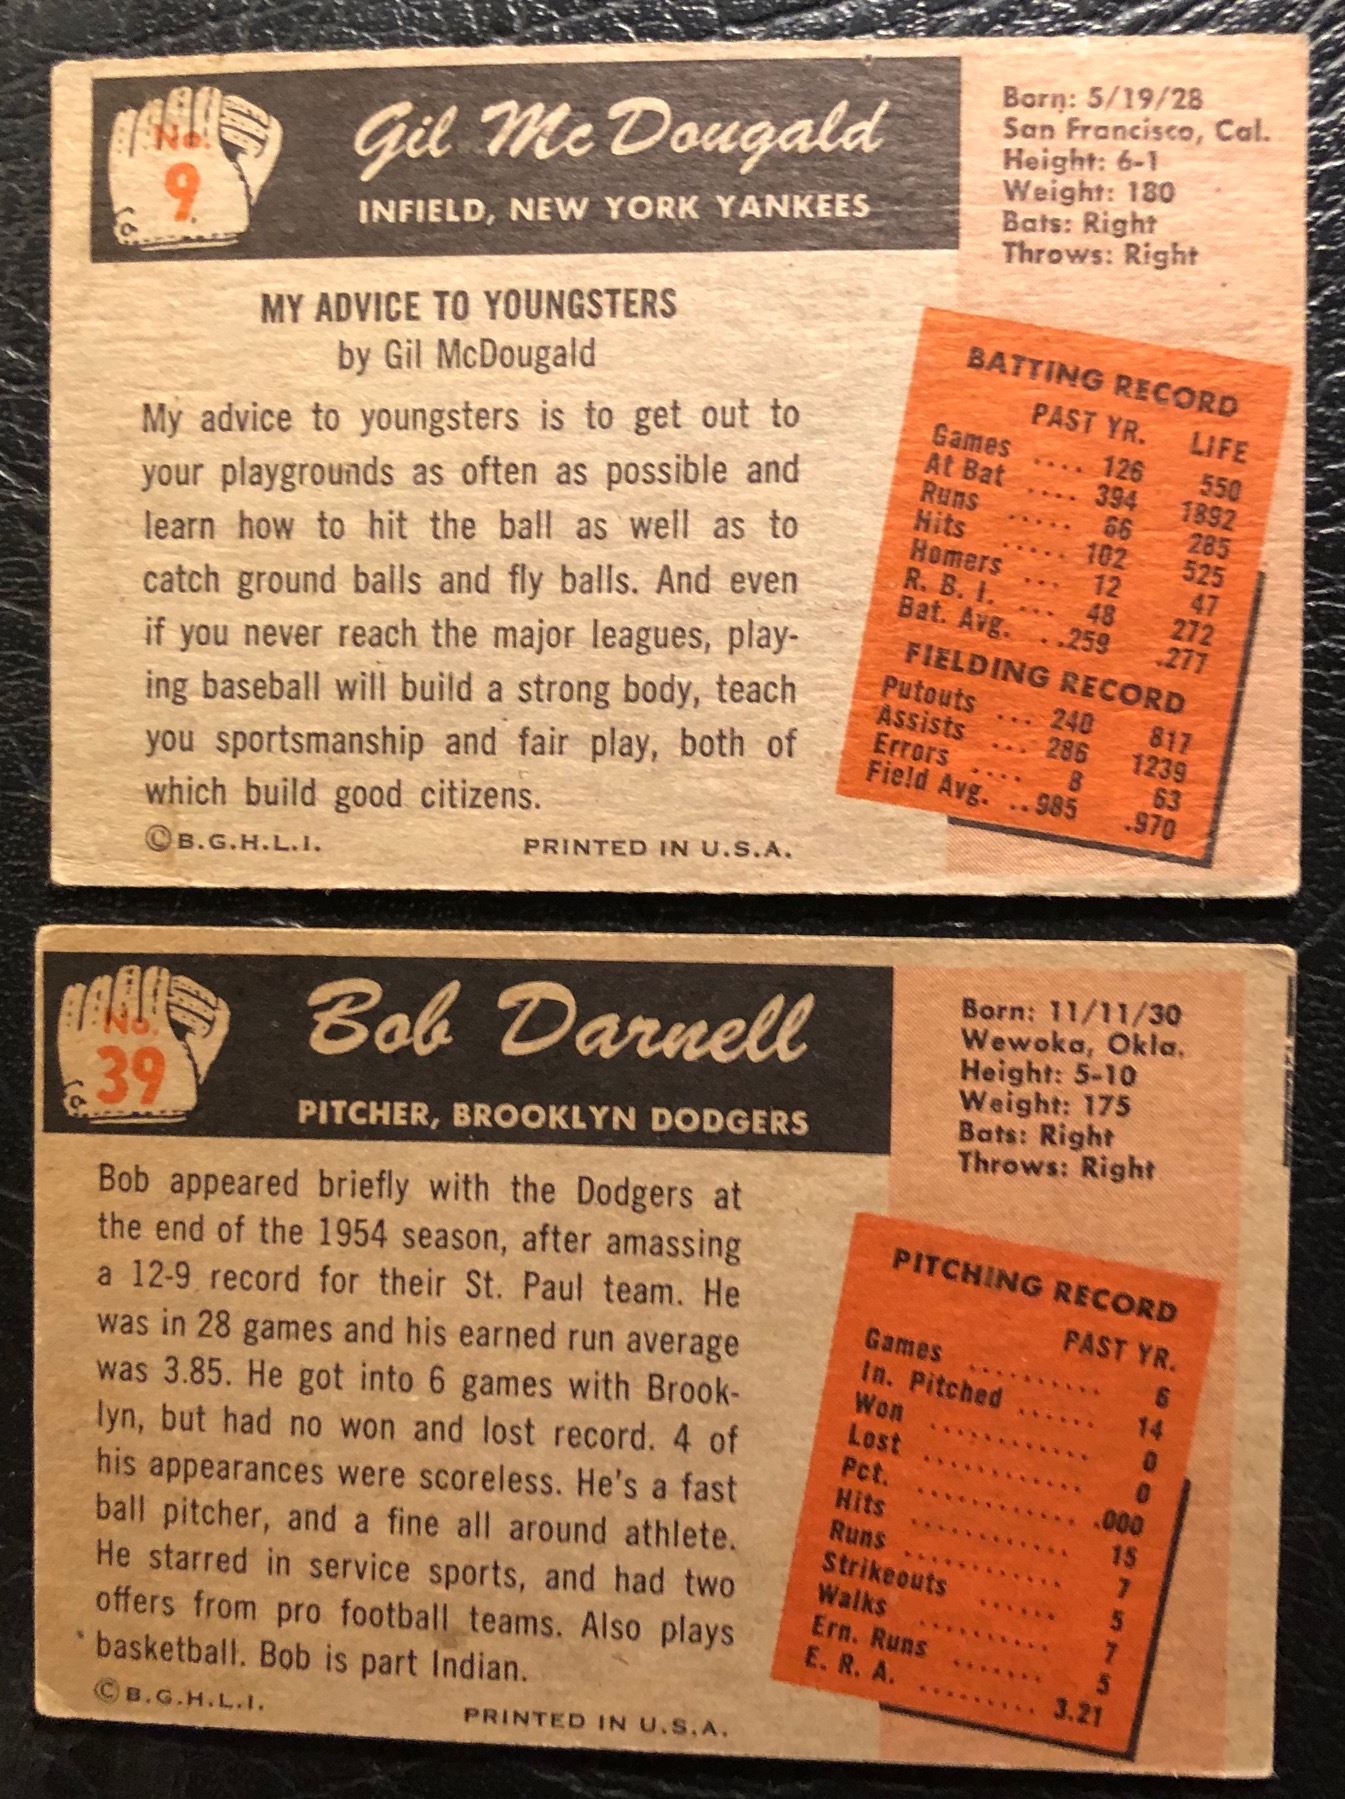 No.
9
Gil McDougald
INFIELD, NEW YORK YANKEES
Born: 5/19/28
San Francisco, Cal.
Height: 6-1
Weight: 180
Bats: Right
Throws: Right
MY ADVICE TO YOUNGSTERS
by Gil McDougald
My advice to youngsters is to get out to
your playgrounds as often as possible and
learn how to hit the ball as well as to
catch ground balls and fly balls. And even
if you never reach the major leagues, play-
ing baseball will build a strong body, teach
you sportsmanship and fair play, both of
which build good citizens.
©B.G.H.L.I. PRINTED IN U.S.A.
BATTING RECORD
PAST YR. LIFE
Games .... 126 550
At Bat .... 394 1892
Runs ..... 66 285
Hits ..... 102 525
Homers ... 12 47
R. B. I. ... 48 272
Bat. Avg. ..259 .277
FIELDING RECORD
Putouts ... 240 817
Assists ... 286 1239
Errors .... 8 63
Field Avg. ..985 .970
No.
39
Bob Darnell
PITCHER, BROOKLYN DODGERS
Born: 11/11/30
Wewoka, Okla.
Height: 5-10
Weight: 175
Bats: Right
Throws: Right
Bob appeared briefly with the Dodgers at
the end of the 1954 season, after amassing
a 12-9 record for their St. Paul team. He
was in 28 games and his earned run average
was 3.85. He got into 6 games with Brook-
lyn, but had no won and lost record. 4 of
his appearances were scoreless. He's a fast
ball pitcher, and a fine all around athlete.
He starred in service sports, and had two
offers from pro football teams. Also plays
basketball. Bob is part Indian.
©B.G.H.L.I. PRINTED IN U.S.A.
PITCHING RECORD
PAST YR.
Games .......... 6
In. Pitched ...... 14
Won ............ 0
Lost ............ 0
Pct. ............ .000
Hits ............ 15
Runs ............ 7
Strikeouts ...... 5
Walks .......... 7
Ern. Runs ....... 5
E. R. A. ......... 3.21